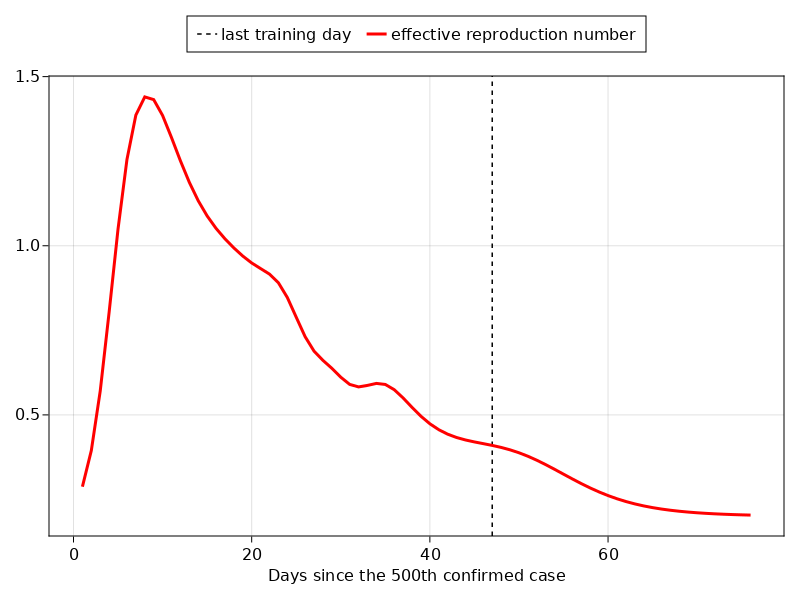 last training day effective reproduction number
1.5
1.0
0.5
0 20 40 60
Days since the 500th confirmed case